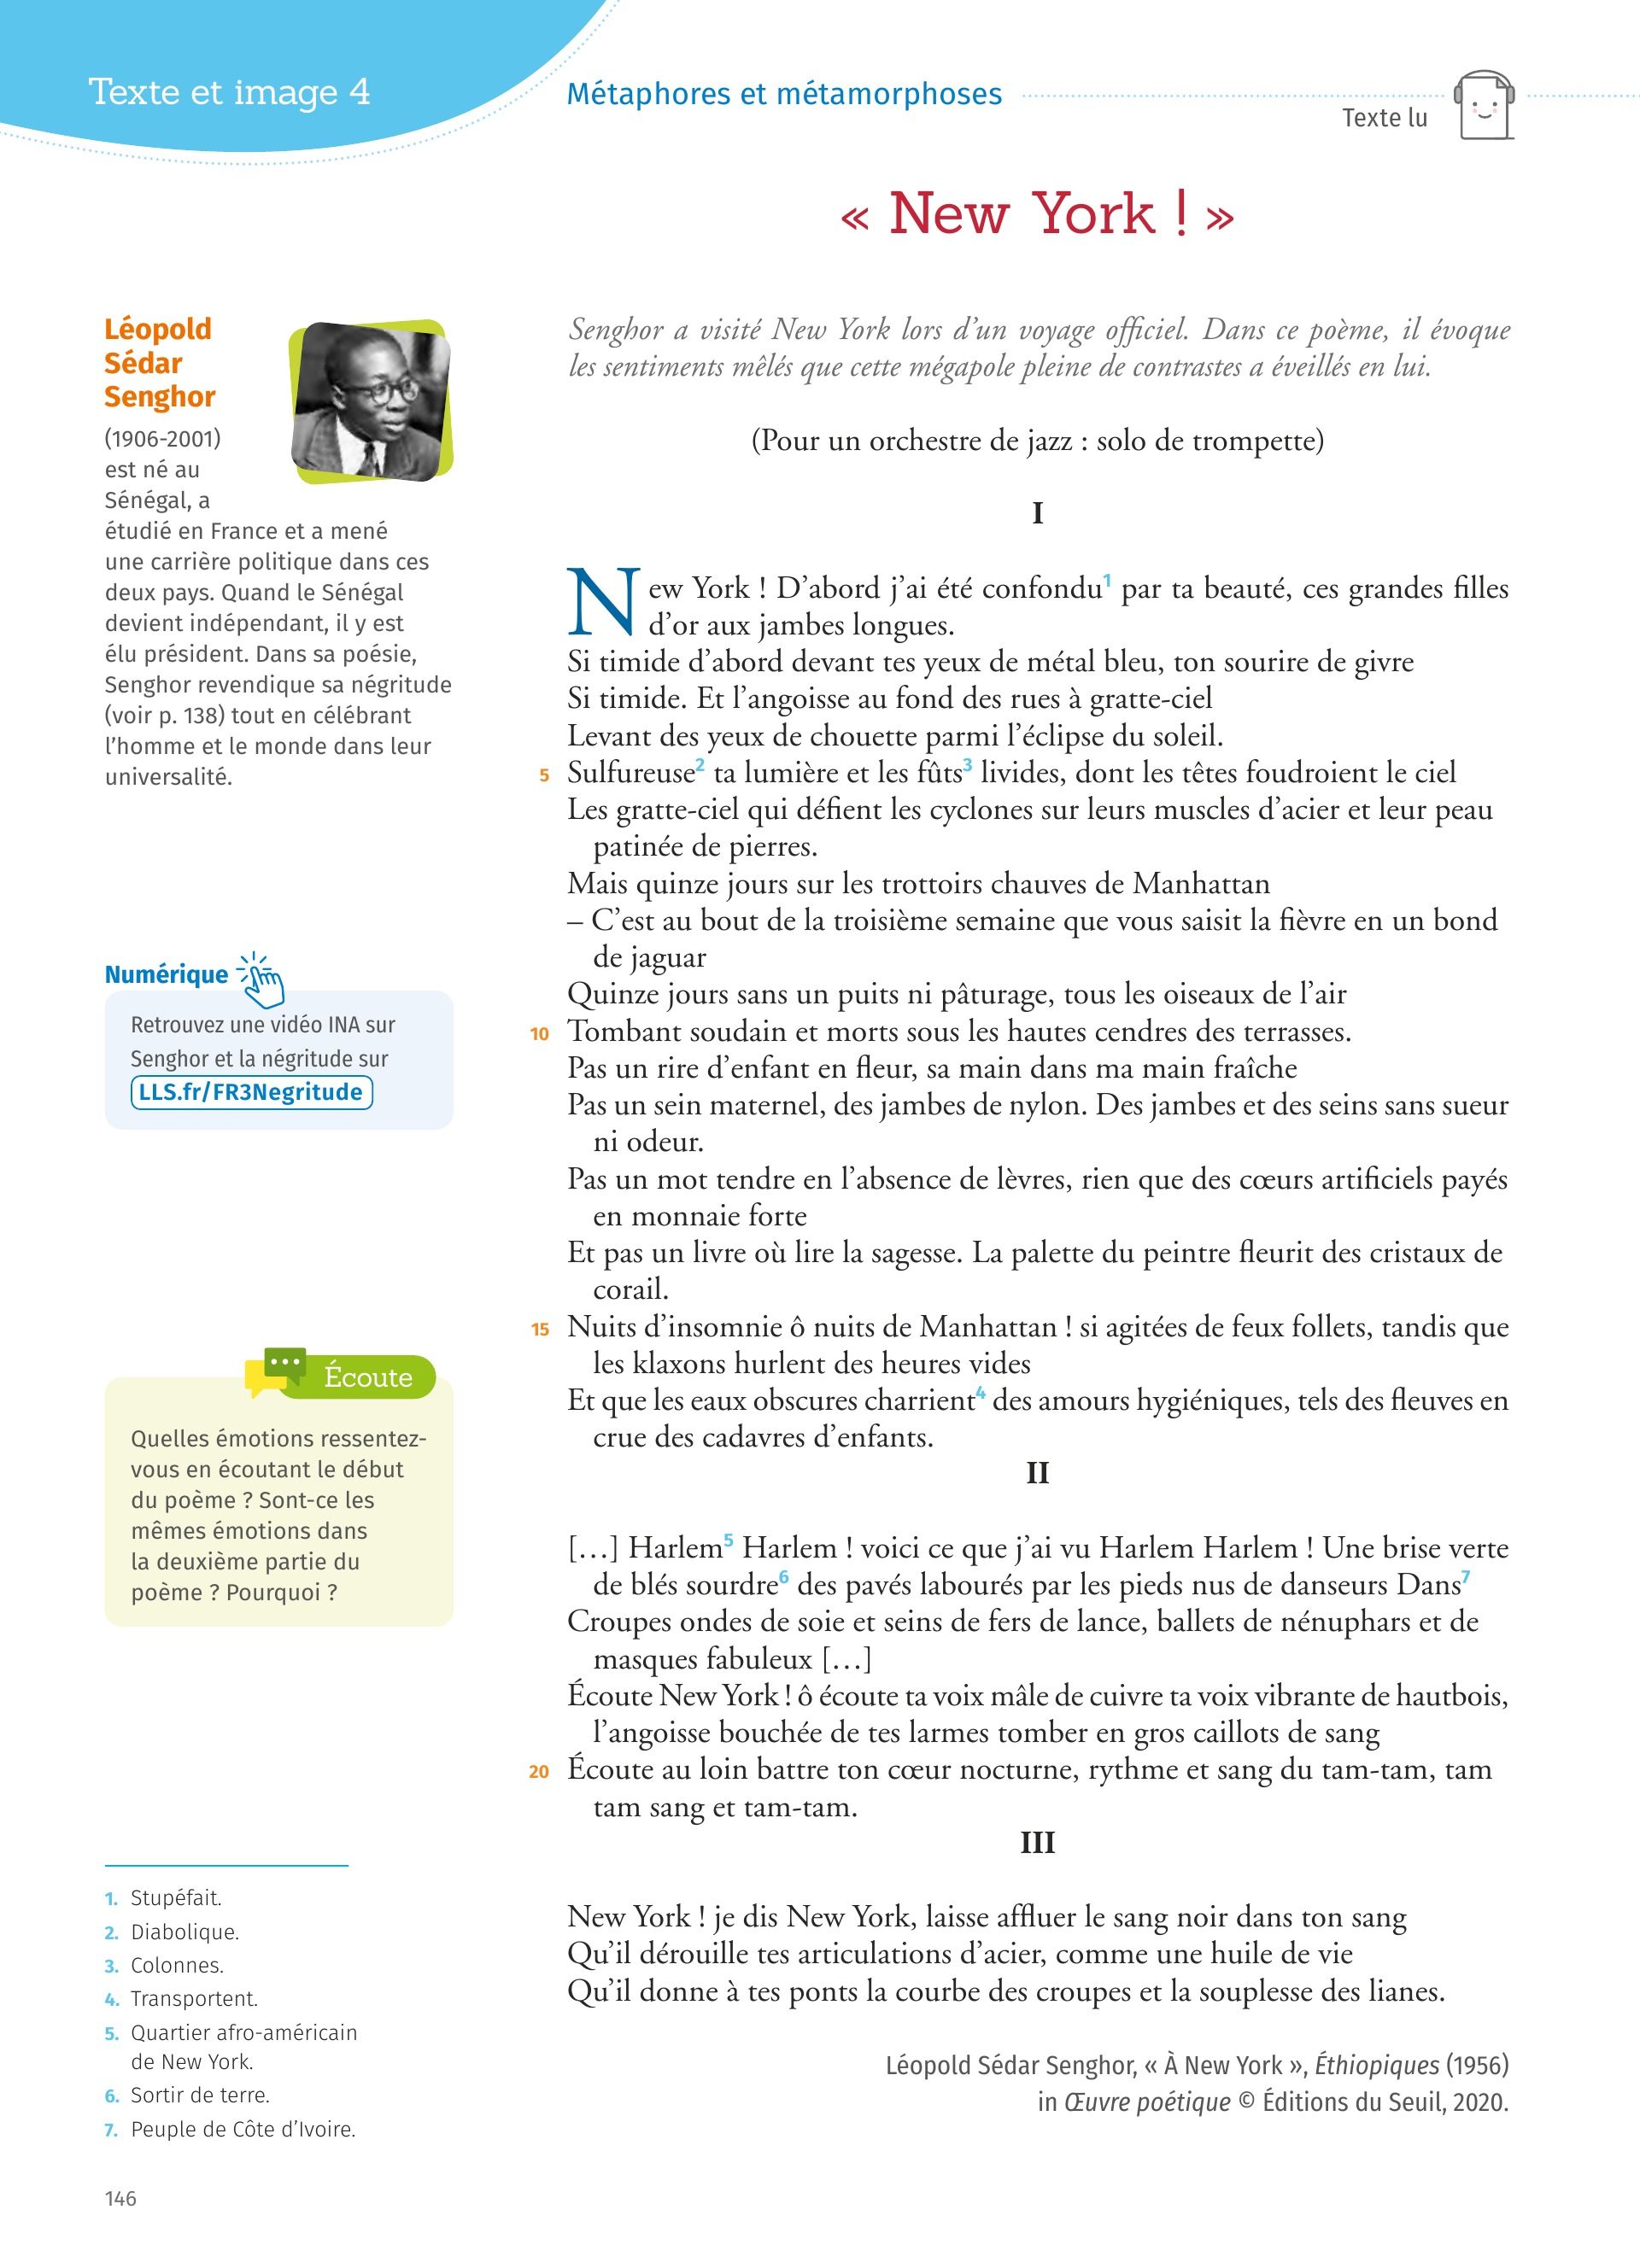 Texte et image 4
Métaphores et métamorphoses
Texte lu
« New York ! »
Léopold
Sédar
Senghor
(1906-2001)
est né au
Sénégal, a
étudié en France et a mené
une carrière politique dans ces
deux pays. Quand le Sénégal
devient indépendant, il y est
élu président. Dans sa poésie,
Senghor revendique sa négritude
(voir p. 138) tout en célébrant
l'homme et le monde dans leur
universalité.
Numérique
Retrouvez une vidéo INA sur
Senghor et la négritude sur
LLS.fr/FR3Negritude
Écoute
Quelles émotions ressentez-
vous en écoutant le début
du poème ? Sont-ce les
mêmes émotions dans
la deuxième partie du
poème ? Pourquoi ?
Senghor a visité New York lors d'un voyage officiel. Dans ce poème, il évoque
les sentiments mêlés que cette mégapole pleine de contrastes a éveillés en lui.
(Pour un orchestre de jazz : solo de trompette)
I
New York ! D'abord j'ai été confondu¹ par ta beauté, ces grandes filles
d'or aux jambes longues.
Si timide d'abord devant tes yeux de métal bleu, ton sourire de givre
Si timide. Et l'angoisse au fond des rues à gratte-ciel
Levant des yeux de chouette parmi l'éclipse du soleil.
5 Sulfureuse² ta lumière et les fûts³ livides, dont les têtes foudroient le ciel
Les gratte-ciel qui défient les cyclones sur leurs muscles d'acier et leur peau
patinée de pierres.
Mais quinze jours sur les trottoirs chauves de Manhattan
– C'est au bout de la troisième semaine que vous saisit la fièvre en un bond
de jaguar
Quinze jours sans un puits ni pâturage, tous les oiseaux de l'air
10 Tombant soudain et morts sous les hautes cendres des terrasses.
Pas un rire d'enfant en fleur, sa main dans ma main fraîche
Pas un sein maternel, des jambes de nylon. Des jambes et des seins sans sueur
ni odeur.
Pas un mot tendre en l'absence de lèvres, rien que des cœurs artificiels payés
en monnaie forte
Et pas un livre où lire la sagesse. La palette du peintre fleurit des cristaux de
corail.
15 Nuits d'insomnie ô nuits de Manhattan ! si agitées de feux follets, tandis que
les klaxons hurlent des heures vides
Et que les eaux obscures charrient⁴ des amours hygiéniques, tels des fleuves en
crue des cadavres d'enfants.
II
[…] Harlem⁵ Harlem ! voici ce que j'ai vu Harlem Harlem ! Une brise verte
de blés sourdre⁶ des pavés labourés par les pieds nus de danseurs Dans⁷
Croupes ondes de soie et seins de fers de lance, ballets de nénuphars et de
masques fabuleux […]
Écoute New York ! ô écoute ta voix mâle de cuivre ta voix vibrante de hautbois,
l'angoisse bouchée de tes larmes tomber en gros caillots de sang
20 Écoute au loin battre ton cœur nocturne, rythme et sang du tam-tam, tam
tam sang et tam-tam.
III
New York ! je dis New York, laisse affluer le sang noir dans ton sang
Qu'il dérouille tes articulations d'acier, comme une huile de vie
Qu'il donne à tes ponts la courbe des croupes et la souplesse des lianes.
Léopold Sédar Senghor, « À New York », Éthiopiques (1956)
in Œuvre poétique © Éditions du Seuil, 2020.
1. Stupéfait.
2. Diabolique.
3. Colonnes.
4. Transportent.
5. Quartier afro-américain
de New York.
6. Sortir de terre.
7. Peuple de Côte d'Ivoire.
146